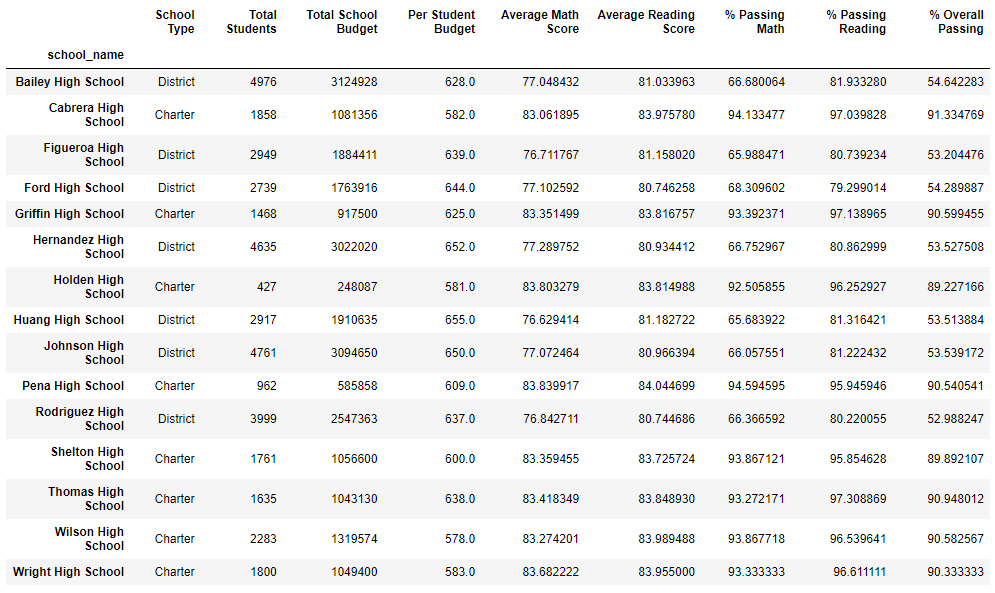 School Type Total Students Total School Budget Per Student Budget Average Math Score Average Reading Score % Passing Math % Passing Reading % Overall Passing
school_name
Bailey High School District 4976 3124928 628.0 77.048432 81.033963 66.680064 81.933280 54.642283
Cabrera High School Charter 1858 1081356 582.0 83.061895 83.975780 94.133477 97.039828 91.334769
Figueroa High School District 2949 1884411 639.0 76.711767 81.158020 65.988471 80.739234 53.204476
Ford High School District 2739 1763916 644.0 77.102592 80.746258 68.309602 79.299014 54.289887
Griffin High School Charter 1468 917500 625.0 83.351499 83.816757 93.392371 97.138965 90.599455
Hernandez High School District 4635 3022020 652.0 77.289752 80.934412 66.752967 80.862999 53.527508
Holden High School Charter 427 248087 581.0 83.803279 83.814988 92.505855 96.252927 89.227166
Huang High School District 2917 1910635 655.0 76.629414 81.182722 65.683922 81.316421 53.513884
Johnson High School District 4761 3094650 650.0 77.072464 80.966394 66.057551 81.222432 53.539172
Pena High School Charter 962 585858 609.0 83.839917 84.044699 94.594595 95.945946 90.540541
Rodriguez High School District 3999 2547363 637.0 76.842711 80.744686 66.366592 80.220055 52.988247
Shelton High School Charter 1761 1056600 600.0 83.359455 83.725724 93.867121 95.854628 89.892107
Thomas High School Charter 1635 1043130 638.0 83.418349 83.848930 93.272171 97.308869 90.948012
Wilson High School Charter 2283 1319574 578.0 83.274201 83.989488 93.867718 96.539641 90.582567
Wright High School Charter 1800 1049400 583.0 83.682222 83.955000 93.333333 96.611111 90.333333